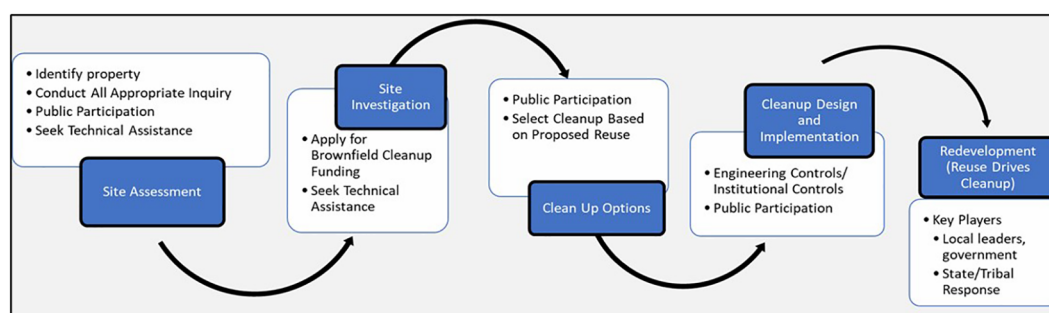 • Identify property
• Conduct All Appropriate Inquiry
• Public Participation
• Seek Technical Assistance
Site Assessment
Site
Investigation
• Apply for
Brownfield Cleanup
Funding
• Seek Technical
Assistance
• Public Participation
• Select Cleanup Based
on Proposed Reuse
Clean Up Options
Cleanup Design
and
Implementation
• Engineering Controls/
Institutional Controls
• Public Participation
Redevelopment
(Reuse Drives
Cleanup)
• Key Players
• Local leaders,
government
• State/Tribal
Response